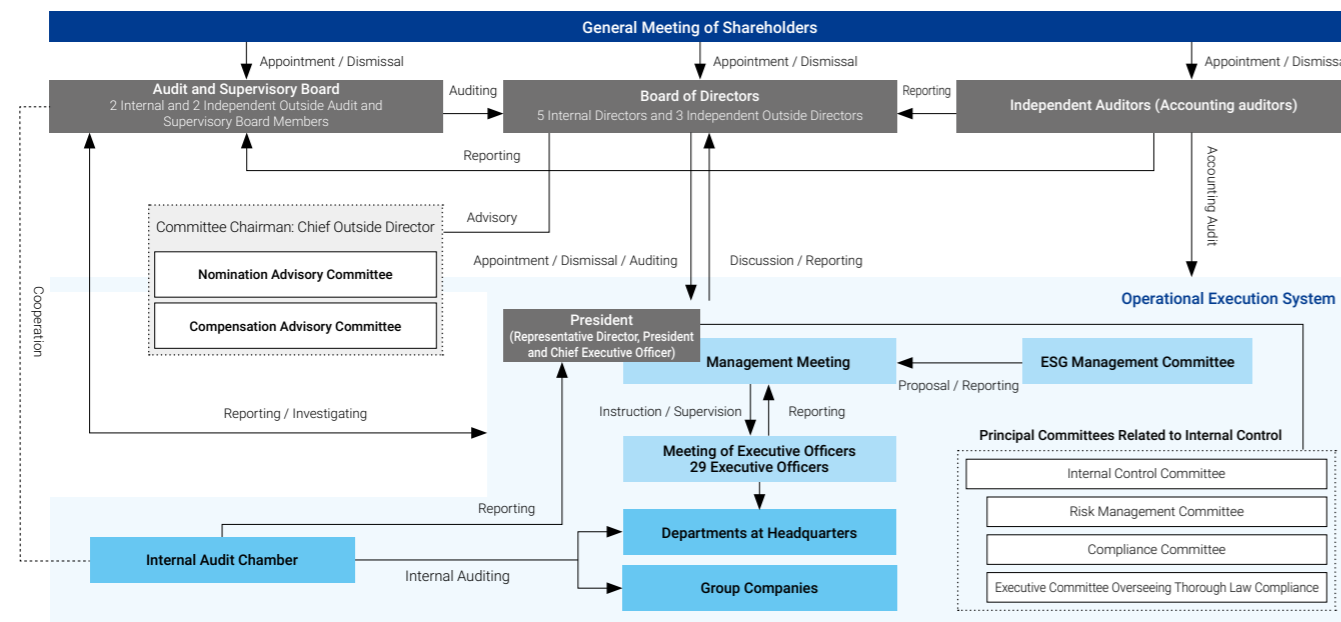 General Meeting of Shareholders
Appointment / Dismissal
Appointment / Dismissal
Appointment / Dismissa
Audit and Supervisory Board
2 Internal and 2 Independent Outside Audit and
Supervisory Board Members
Auditing
Board of Directors
5 Internal Directors and 3 Independent Outside Directors
Reporting
Independent Auditors (Accounting auditors)
Reporting
Accounting Audit
Committee Chairman: Chief Outside Director
Advisory
Nomination Advisory Committee
Compensation Advisory Committee
Appointment / Dismissal / Auditing
Discussion / Reporting
Cooperation
Operational Execution System
President
(Representative Director, President
and Chief Executive Officer)
Management Meeting
ESG Management Committee
Proposal / Reporting
Reporting / Investigating
Instruction / Supervision
Reporting
Meeting of Executive Officers
29 Executive Officers
Principal Committees Related to Internal Control
Internal Control Committee
Risk Management Committee
Compliance Committee
Executive Committee Overseeing Thorough Law Compliance
Reporting
Internal Audit Chamber
Internal Auditing
Departments at Headquarters
Group Companies